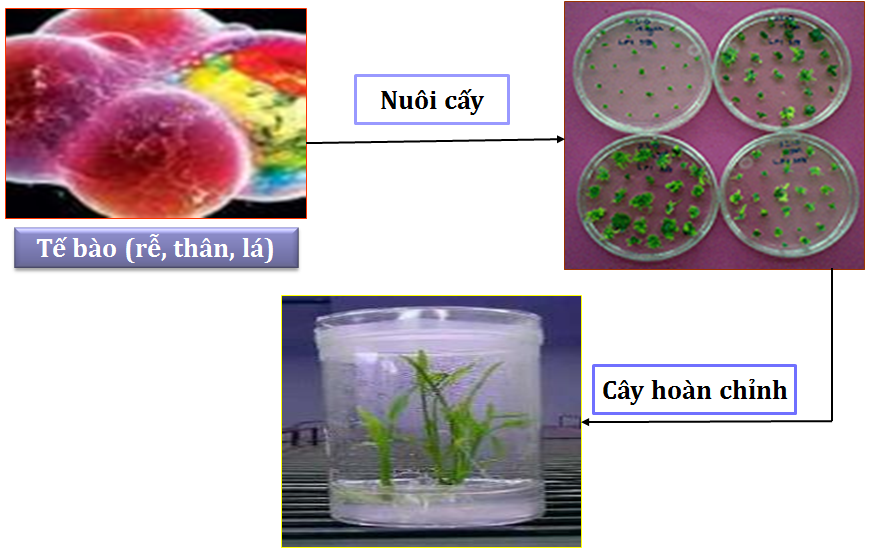 Nuôi cấy
Tế bào (rễ, thân, lá)
Cây hoàn chỉnh